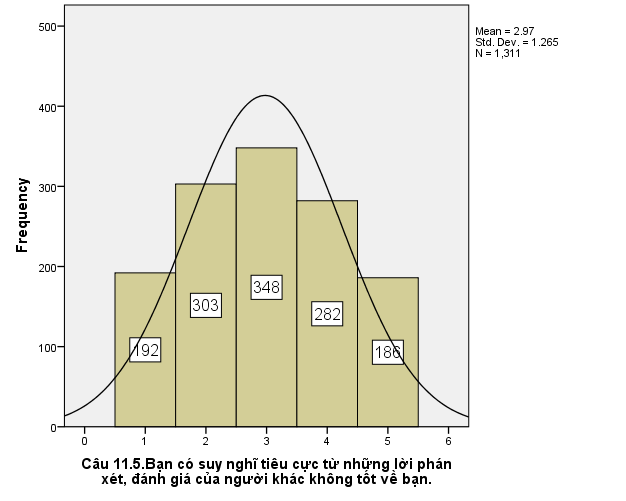 Mean = 2.97
Std. Dev. = 1.265
N = 1,311
500
400
300
200
100
0
Frequency
192
303
348
282
186
0 1 2 3 4 5 6
Câu 11.5.Bạn có suy nghĩ tiêu cực từ những lời phán
xét, đánh giá của người khác không tốt về bạn.